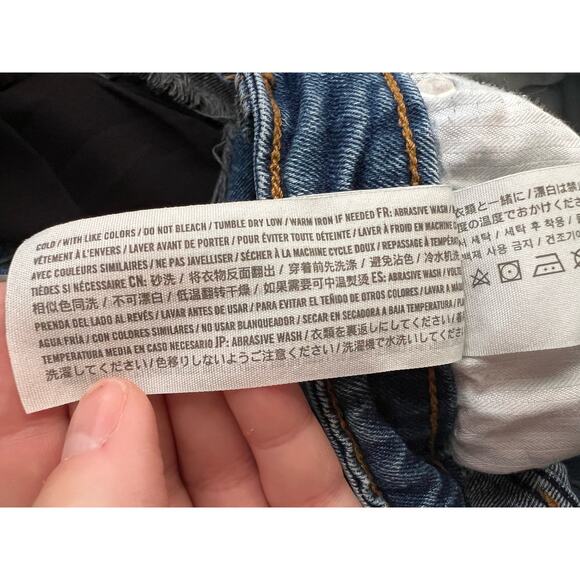 COLD / WITH LIKE COLORS / DO NOT BLEACH / TUMBLE DRY LOW / WARM IRON IF NEEDED FR: ABRASIVE WASH /
VÊTEMENT À L'ENVERS / LAVER AVANT DE PORTER / POUR ÉVITER TOUTE DÉTEINTE / LAVER À FROID EN MACHINE
AVEC COULEURS SIMILAIRES / NE PAS JAVELLISER / SÉCHER À LA MACHINE CYCLE DOUX / REPASSAGE À TEMPÉRAT
TIÈDES SI NÉCESSAIRE CN: 砂洗 / 将衣物反面翻出 / 穿着前先洗涤 / 避免沾色 / 冷水机洗
相似色同洗 / 不可漂白 / 低温翻转干燥 / 如果需要可中温熨烫 ES: ABRASIVE WASH / VOLTE
PRENDA DEL LADO AL REVÉS / LAVAR ANTES DE USAR / PARA EVITAR EL TEÑIDO DE OTROS COLORES / LAVAR A MA
AGUA FRÍA / CON COLORES SIMILARES / NO USAR BLANQUEADOR / SECAR EN SECADORA A BAJA TEMPERATURA / PLAN
TEMPERATURA MEDIA EN CASO NECESARIO JP: ABRASIVE WASH / 衣類を裏返しにしてください / 着
洗濯してください / 色移りしないようご注意ください / 洗濯機で水洗いしてくださ
衣類と一緒に / 漂白は禁
度の温度でおかけくださ
세탁 / 세탁 후 착용 /
백제 사용 금지 / 건조기